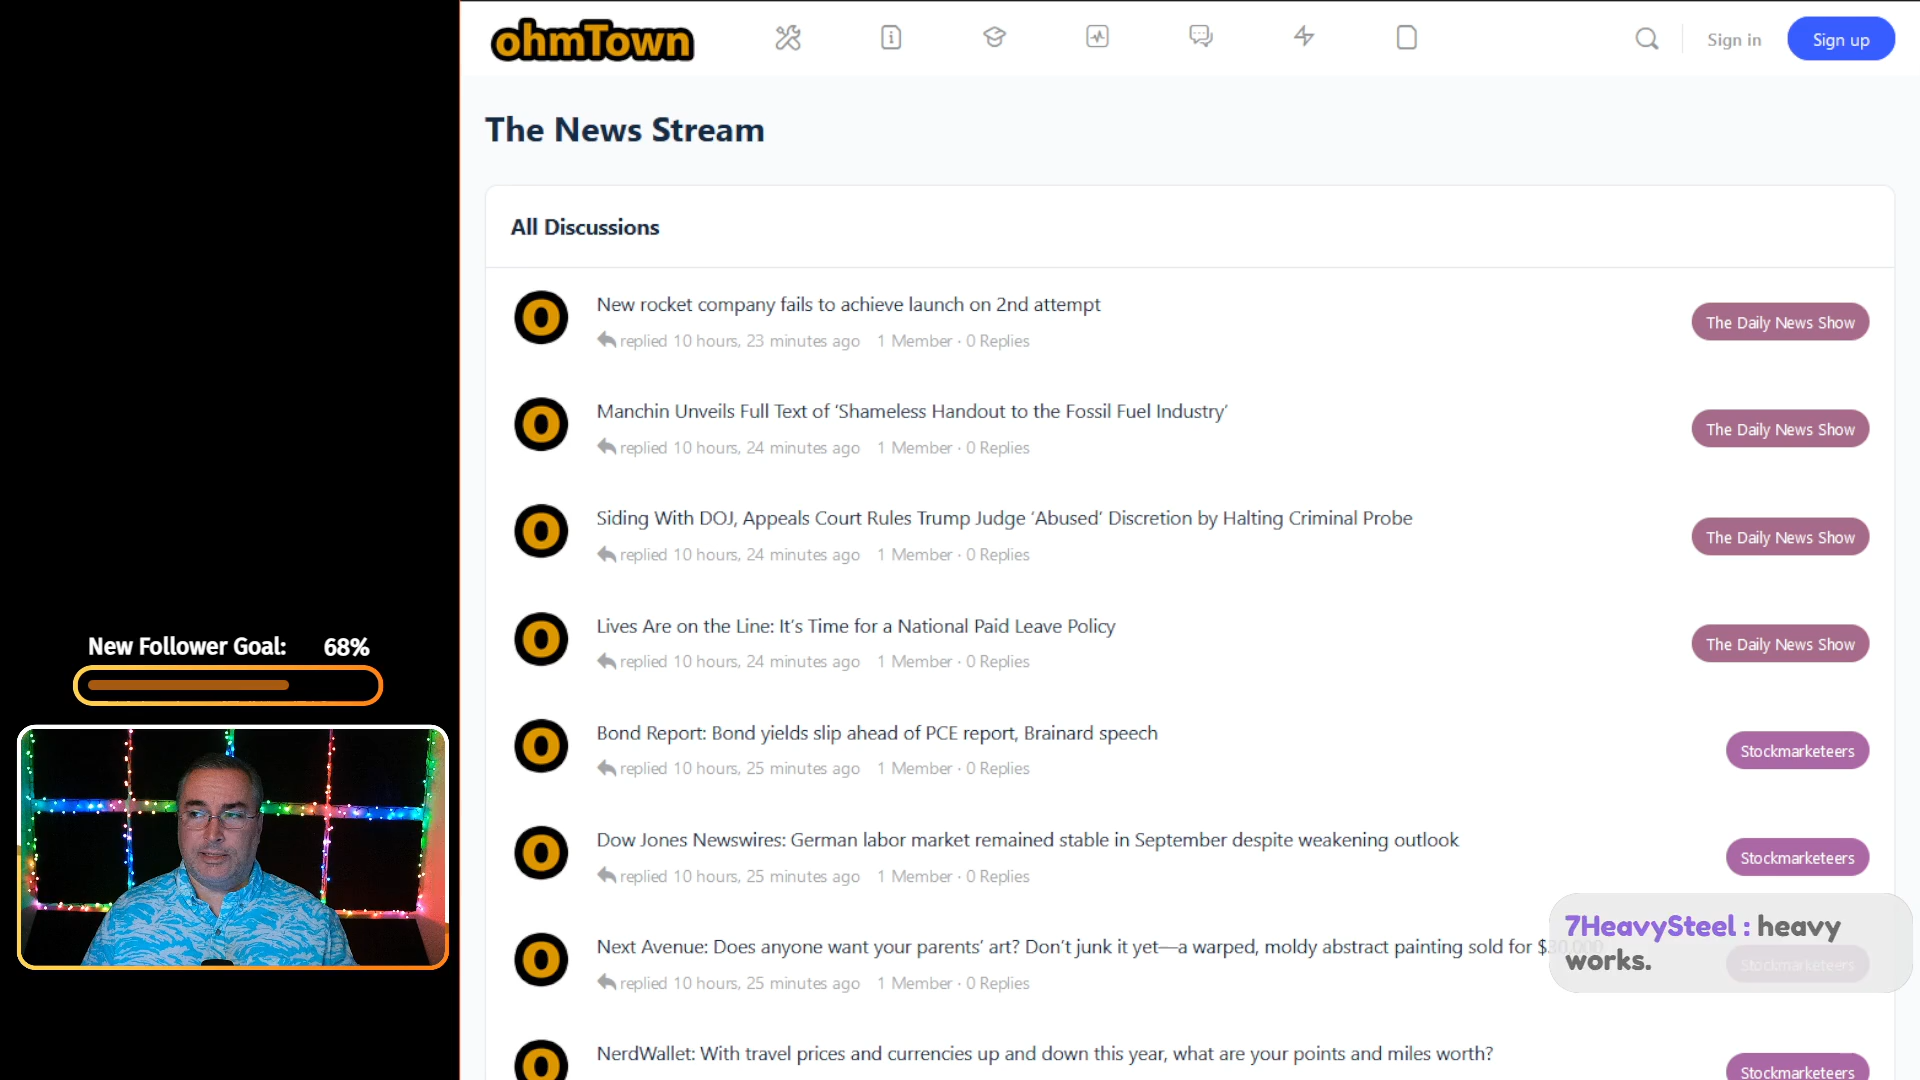 ohmTown
Sign in
Sign up
The News Stream
All Discussions
New rocket company fails to achieve launch on 2nd attempt
replied 10 hours, 23 minutes ago 1 Member · 0 Replies
The Daily News Show
Manchin Unveils Full Text of ‘Shameless Handout to the Fossil Fuel Industry’
replied 10 hours, 24 minutes ago 1 Member · 0 Replies
The Daily News Show
Siding With DOJ, Appeals Court Rules Trump Judge ‘Abused’ Discretion by Halting Criminal Probe
replied 10 hours, 24 minutes ago 1 Member · 0 Replies
The Daily News Show
Lives Are on the Line: It’s Time for a National Paid Leave Policy
replied 10 hours, 24 minutes ago 1 Member · 0 Replies
The Daily News Show
Bond Report: Bond yields slip ahead of PCE report, Brainard speech
replied 10 hours, 25 minutes ago 1 Member · 0 Replies
Stockmarketeers
Dow Jones Newswires: German labor market remained stable in September despite weakening outlook
replied 10 hours, 25 minutes ago 1 Member · 0 Replies
Stockmarketeers
Next Avenue: Does anyone want your parents’ art? Don’t junk it yet—a warped, moldy abstract painting sold for
replied 10 hours, 25 minutes ago 1 Member · 0 Replies
Stockmarketeers
NerdWallet: With travel prices and currencies up and down this year, what are your points and miles worth?
Stockmarketeers
New Follower Goal: 68%
7HeavySteel : heavy
works.